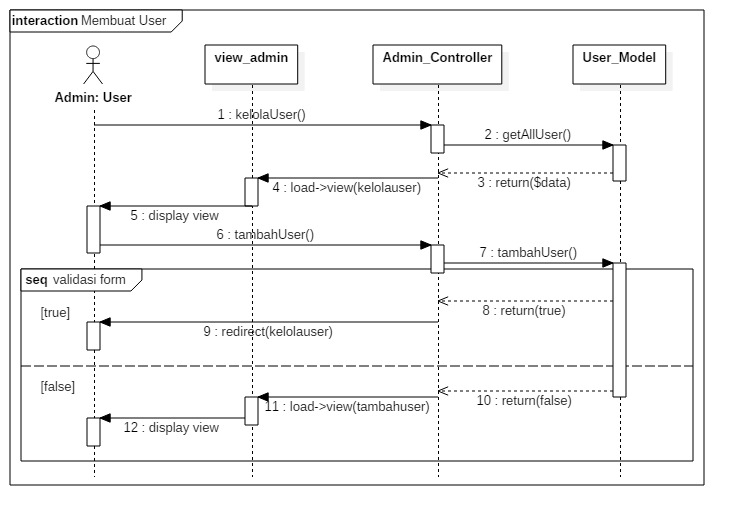 interaction Membuat User
view_admin
Admin_Controller
User_Model
Admin: User
1 : kelolaUser()
2 : getAllUser()
3 : return($data)
4 : load->view(kelolauser)
5 : display view
6 : tambahUser()
7 : tambahUser()
seq validasi form
[true]
8 : return(true)
9 : redirect(kelolauser)
[false]
10 : return(false)
11 : load->view(tambahuser)
12 : display view